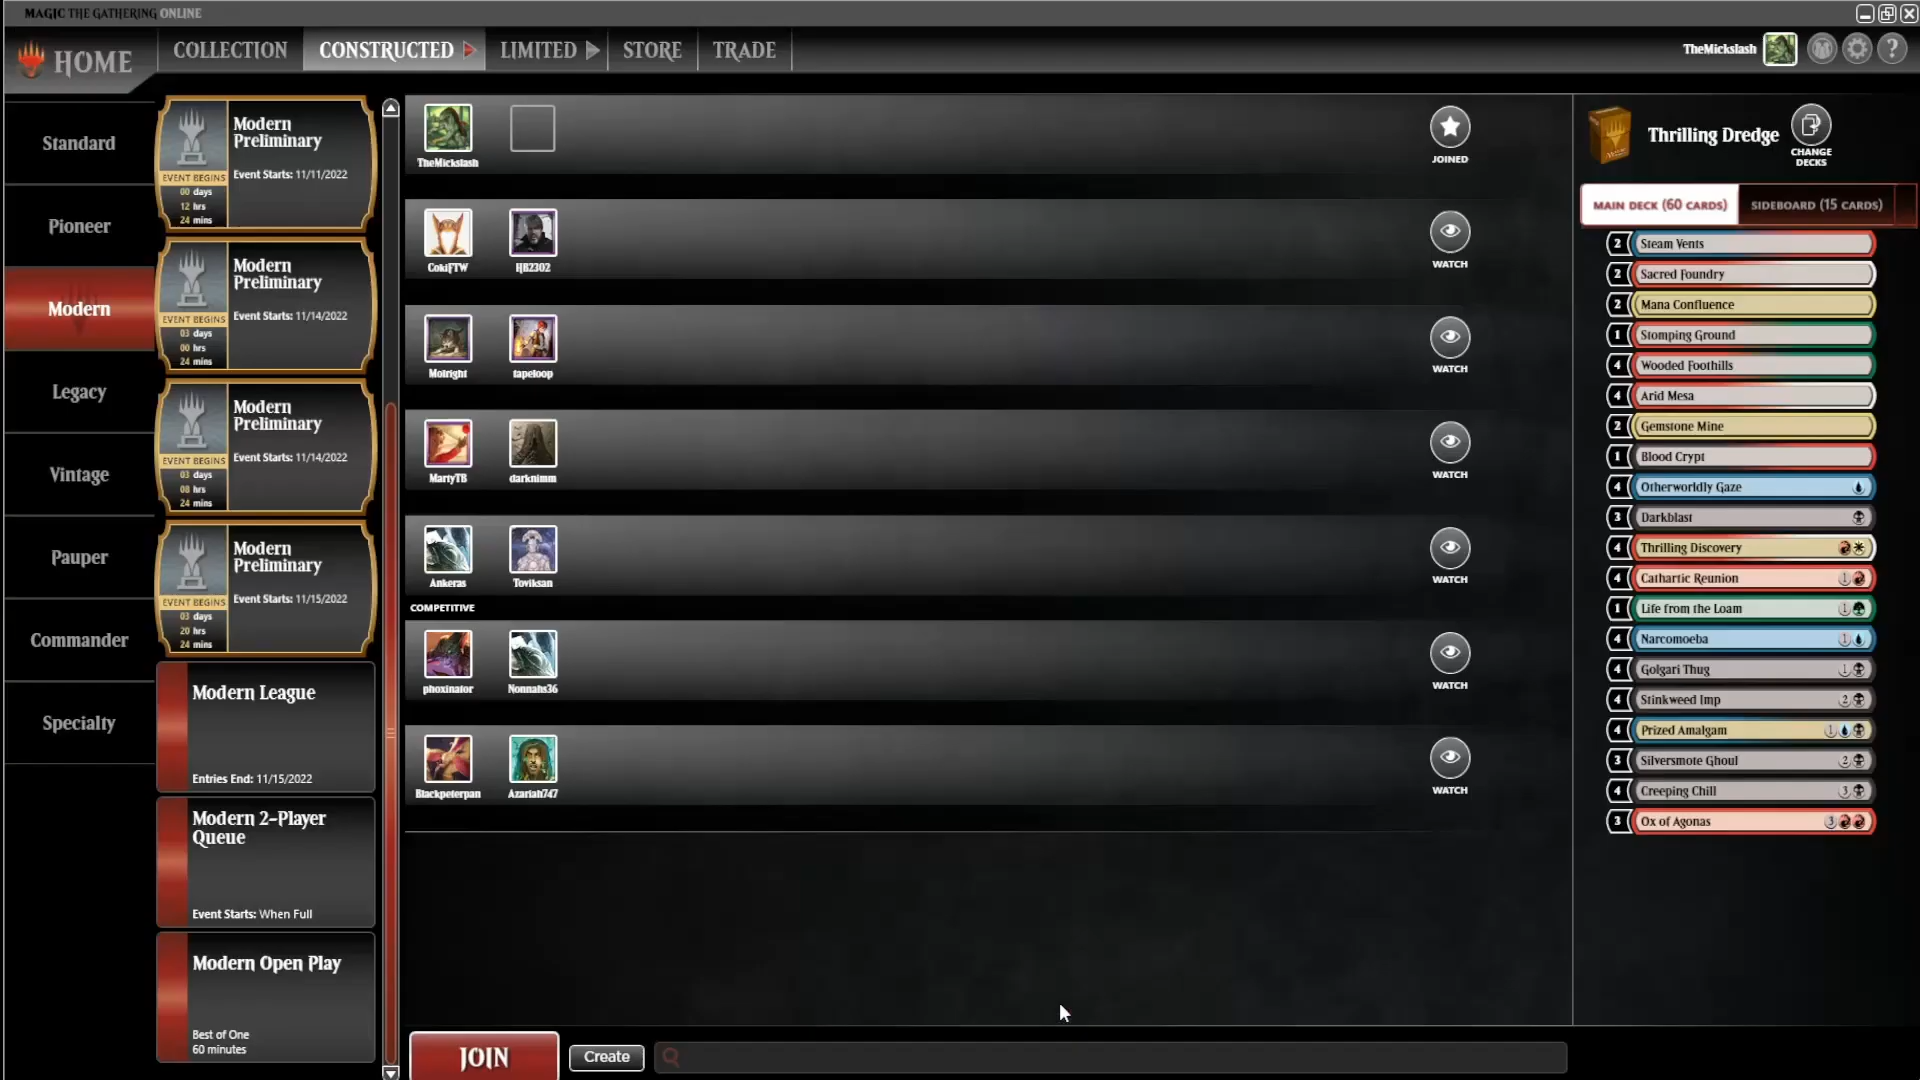 MAGIC THE GATHERING ONLINE
HOME
COLLECTION
CONSTRUCTED
LIMITED
STORE
TRADE
TheMickslash
?
Standard
Pioneer
Modern
Legacy
Vintage
Pauper
Commander
Specialty
Modern
Preliminary
Event Starts: 11/11/2022
EVENT BEGINS
00 days
12 hrs
24 mins
Modern
Preliminary
Event Starts: 11/14/2022
EVENT BEGINS
03 days
00 hrs
24 mins
Modern
Preliminary
Event Starts: 11/14/2022
EVENT BEGINS
03 days
08 hrs
24 mins
Modern
Preliminary
Event Starts: 11/15/2022
EVENT BEGINS
03 days
20 hrs
24 mins
Modern League
Entries End: 11/15/2022
Modern 2-Player
Queue
Event Starts: When Full
Modern Open Play
Best of One
60 minutes
TheMickslash
JOINED
CokiFTW
HB2302
WATCH
Motright
tapeloop
WATCH
MartyTB
darknimm
WATCH
Ankeras
Toviksan
WATCH
COMPETITIVE
phoxinator
Nonnahs36
WATCH
Blackpeterpan
Azariah747
WATCH
JOIN
Create
Thrilling Dredge
CHANGE
DECKS
MAIN DECK (60 CARDS)
SIDEBOARD (15 CARDS)
2 Steam Vents
2 Sacred Foundry
2 Mana Confluence
1 Stomping Ground
4 Wooded Foothills
4 Arid Mesa
2 Gemstone Mine
1 Blood Crypt
4 Otherworldly Gaze
3 Darkblast
4 Thrilling Discovery
4 Cathartic Reunion 1
1 Life from the Loam 1
4 Narcomoeba 1
4 Golgari Thug 1
4 Stinkweed Imp 2
4 Prized Amalgam 1
3 Silversmote Ghoul 2
4 Creeping Chill 3
3 Ox of Agonas 3